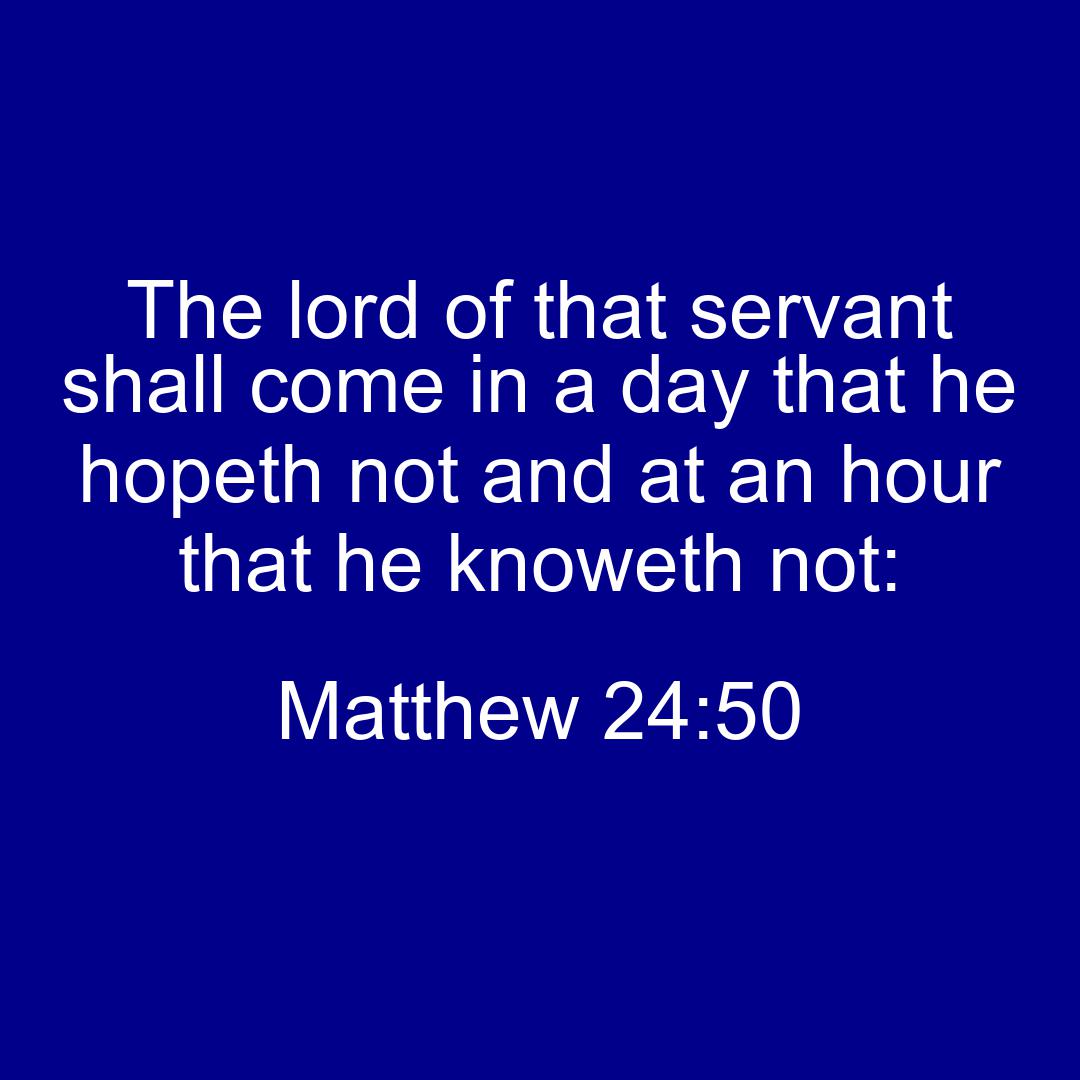 The lord of that servant
shall come in a day that he
hopeth not and at an hour
that he knoweth not:
Matthew 24:50